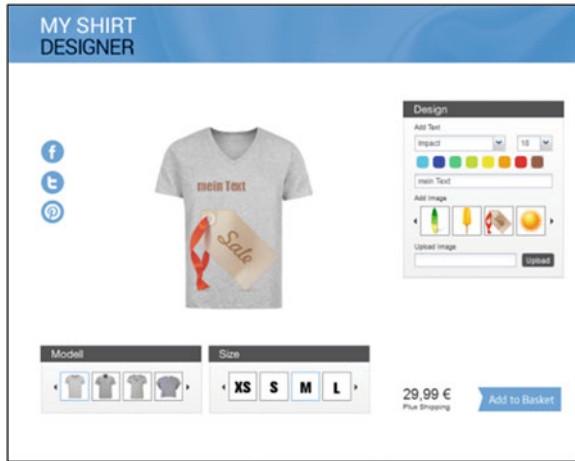 MY SHIRT
DESIGNER
Design
Add Text
Impact
18
mein Text
mein Text
Add Image
Sale
Upload Image
Upload
Modell
Size
XS S M L
29,99 €
Plus Shipping
Add to Basket